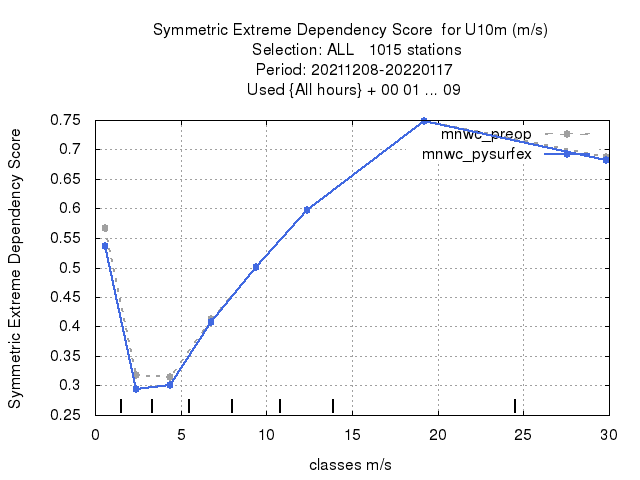 Symmetric Extreme Dependency Score  for U10m (m/s)
Selection: ALL   1015 stations
Period: 20211208-20220117
Used {All hours} + 00 01 ... 09
Symmetric Extreme Dependency Score
0.75
0.7
0.65
0.6
0.55
0.5
0.45
0.4
0.35
0.3
0.25
mnwc_preop
mnwc_pysurfex
0 5 10 15 20 25 30
classes m/s